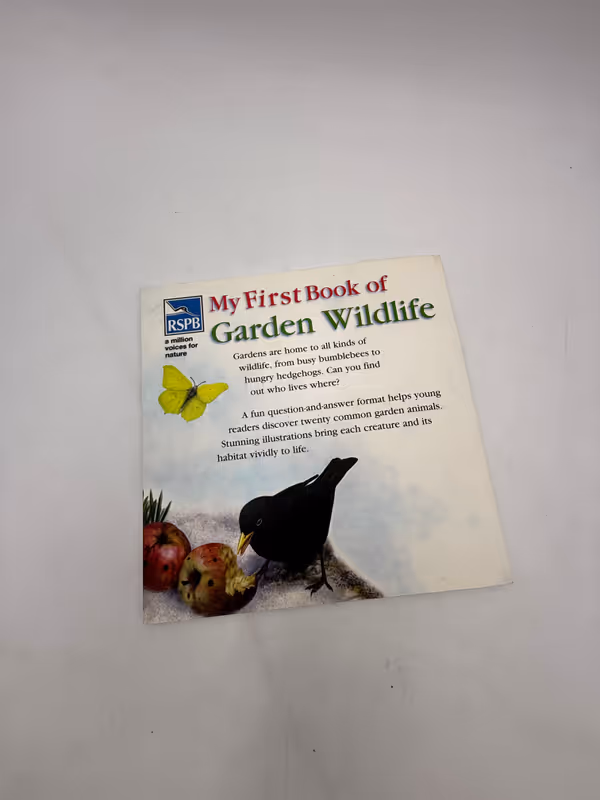 My First Book of
Garden Wildlife
RSPB
a million
voices for
nature
Gardens are home to all kinds of
wildlife, from busy bumblebees to
hungry hedgehogs. Can you find
out who lives where?
A fun question-and-answer format helps young
readers discover twenty common garden animals.
Stunning illustrations bring each creature and its
habitat vividly to life.